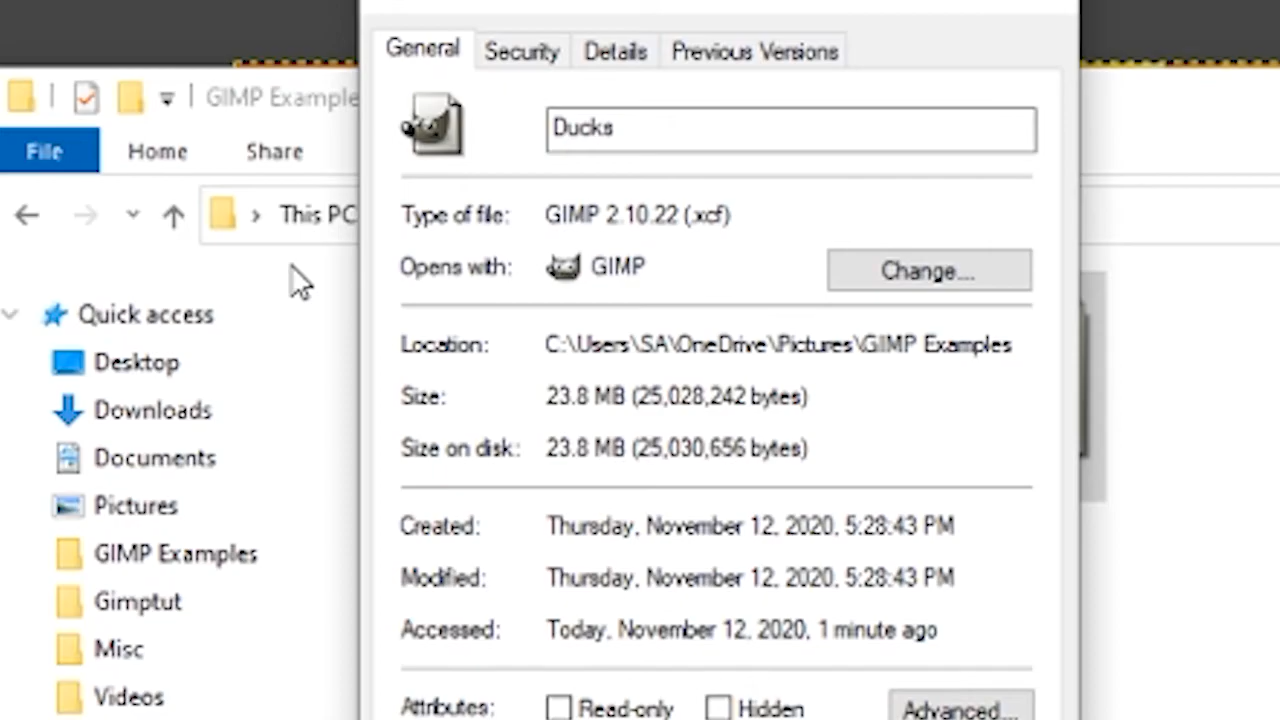 General Security Details Previous Versions
GIMP Example
Ducks
File Home Share
This PC
Type of file: GIMP 2.10.22 (.xcf)
Opens with: GIMP Change...
Quick access
Location: C:\Users\SA\OneDrive\Pictures\GIMP Examples
Desktop
Size: 23.8 MB (25,028,242 bytes)
Downloads
Size on disk: 23.8 MB (25,030,656 bytes)
Documents
Pictures
Created: Thursday, November 12, 2020, 5:28:43 PM
GIMP Examples
Modified: Thursday, November 12, 2020, 5:28:43 PM
Gimptut
Accessed: Today, November 12, 2020, 1 minute ago
Misc
Videos
Attributes: Read-only Hidden Advanced...